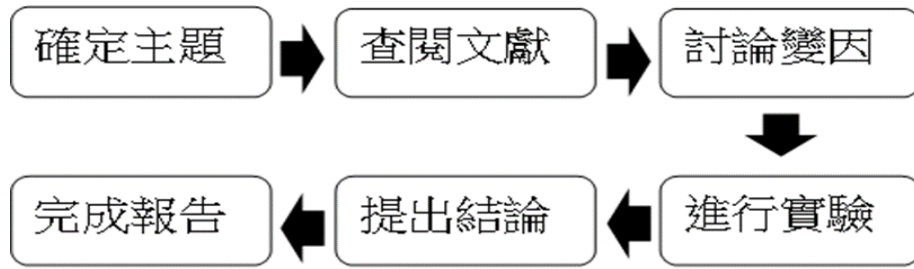 確定主題
查閱文獻
討論變因
進行實驗
提出結論
完成報告